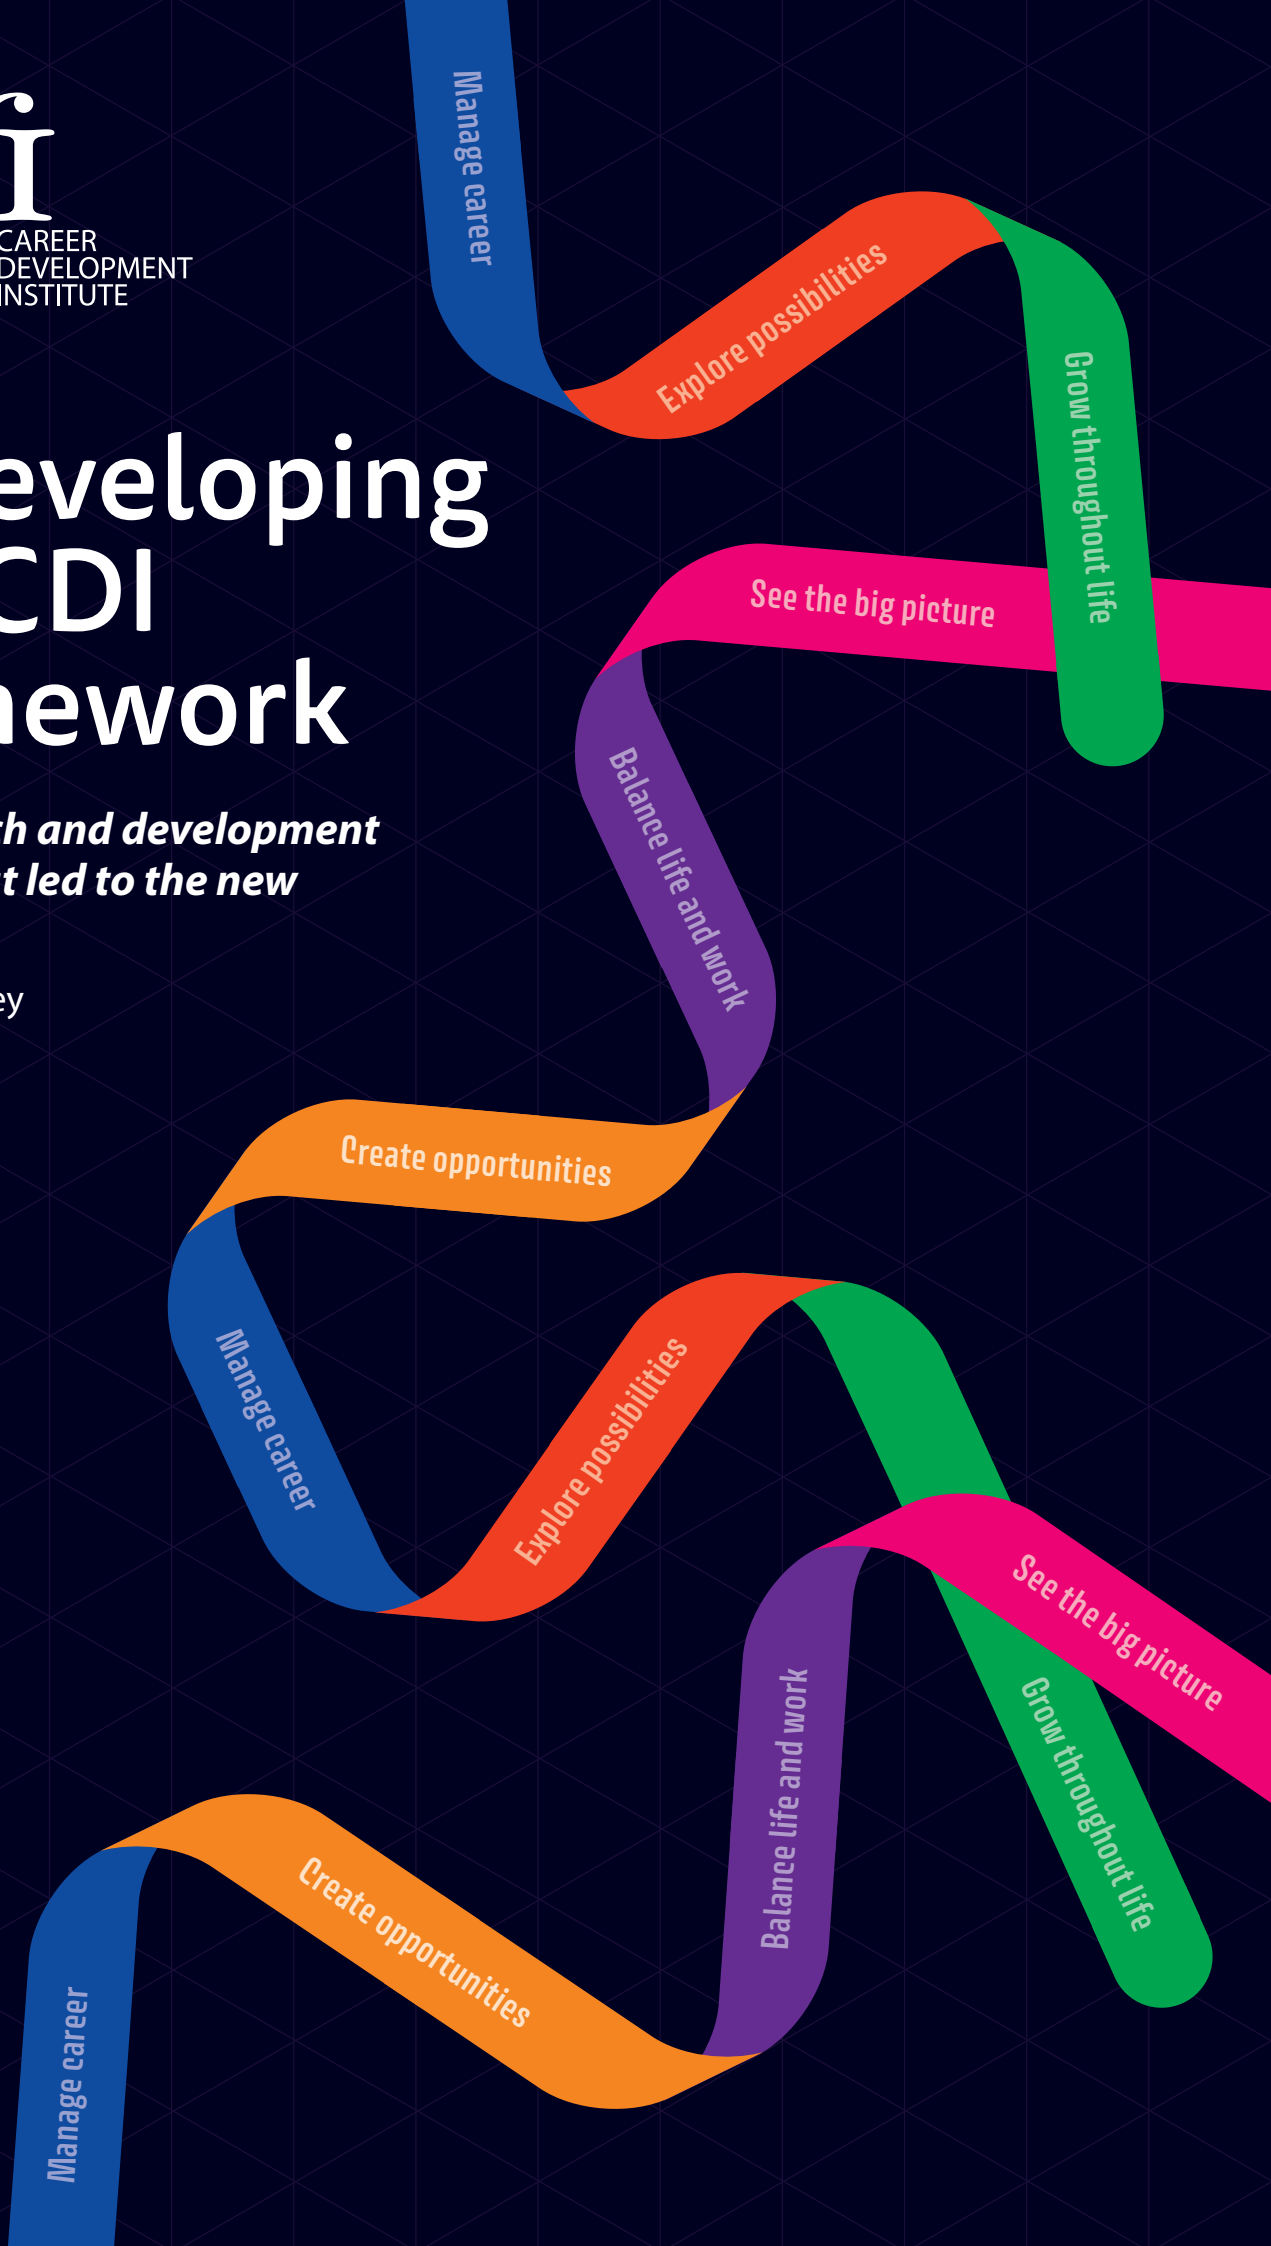 fi
CAREER
DEVELOPMENT
INSTITUTE
Manage career
Explore possibilities
Grow throughout life
eveloping
CDI
nework
See the big picture
Balance life and work
ch and development
t led to the new
ey
Create opportunities
Manage career
Explore possibilities
See the big picture
Grow throughout life
Balance life and work
Create opportunities
Manage career